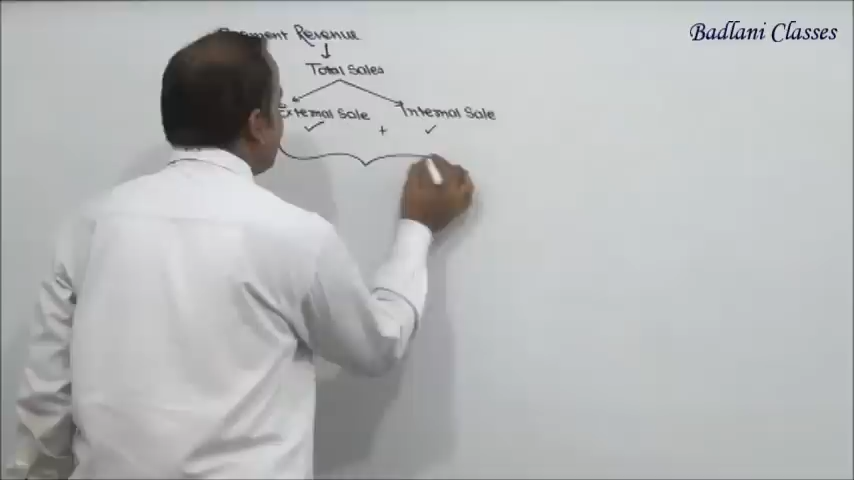 Badlani Classes
Revenue
↓
Total Sales
External Sale + Internal Sale
✓ ✓